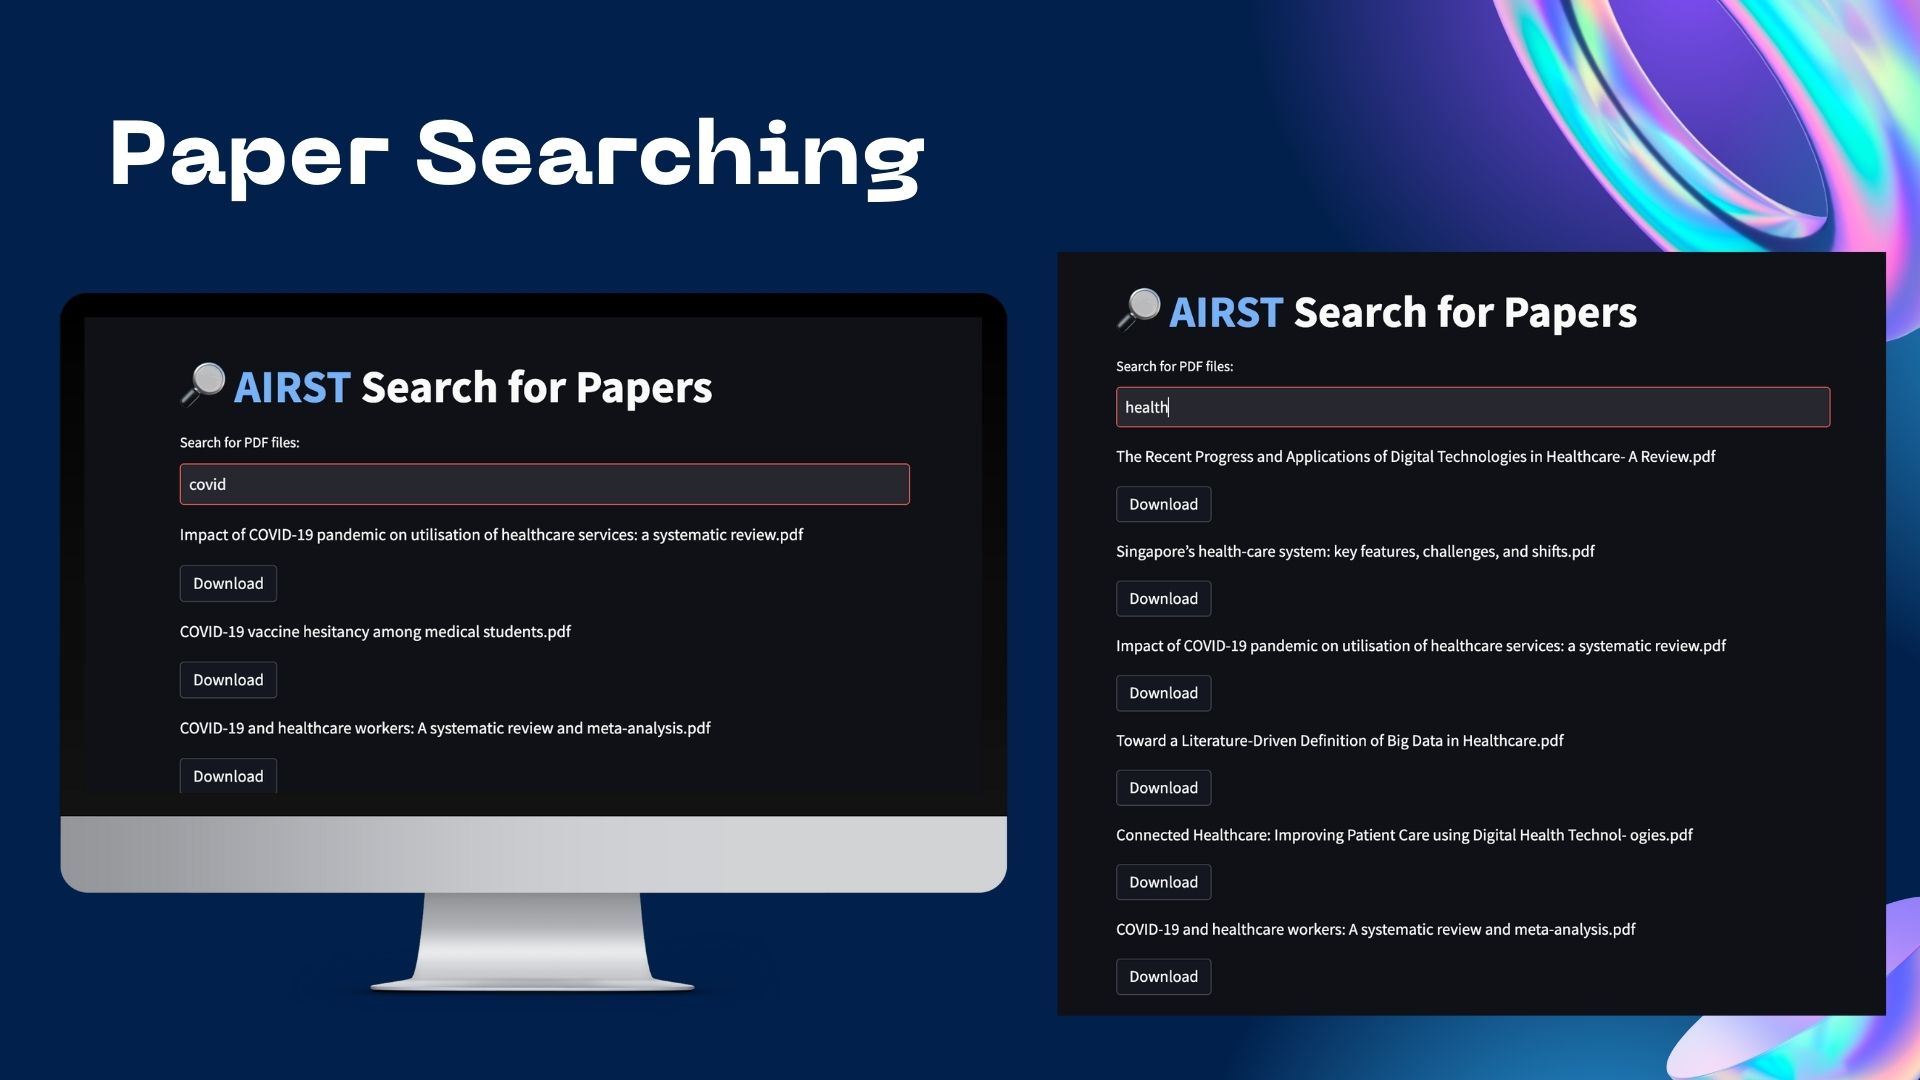 Paper Searching
AIRST Search for Papers
Search for PDF files:
covid
Impact of COVID-19 pandemic on utilisation of healthcare services: a systematic review.pdf
Download
COVID-19 vaccine hesitancy among medical students.pdf
Download
COVID-19 and healthcare workers: A systematic review and meta-analysis.pdf
Download
AIRST Search for Papers
Search for PDF files:
health
The Recent Progress and Applications of Digital Technologies in Healthcare- A Review.pdf
Download
Singapore’s health-care system: key features, challenges, and shifts.pdf
Download
Impact of COVID-19 pandemic on utilisation of healthcare services: a systematic review.pdf
Download
Toward a Literature-Driven Definition of Big Data in Healthcare.pdf
Download
Connected Healthcare: Improving Patient Care using Digital Health Technol- ogies.pdf
Download
COVID-19 and healthcare workers: A systematic review and meta-analysis.pdf
Download